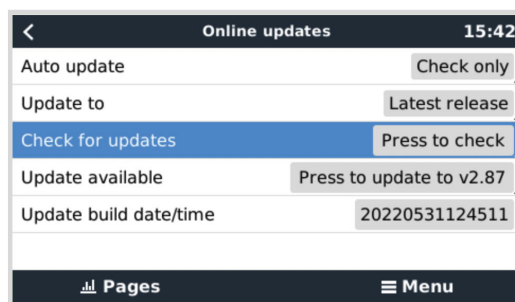 Online updates 15:42
Auto update Check only
Update to Latest release
Check for updates Press to check
Update available Press to update to v2.87
Update build date/time 20220531124511
Pages Menu